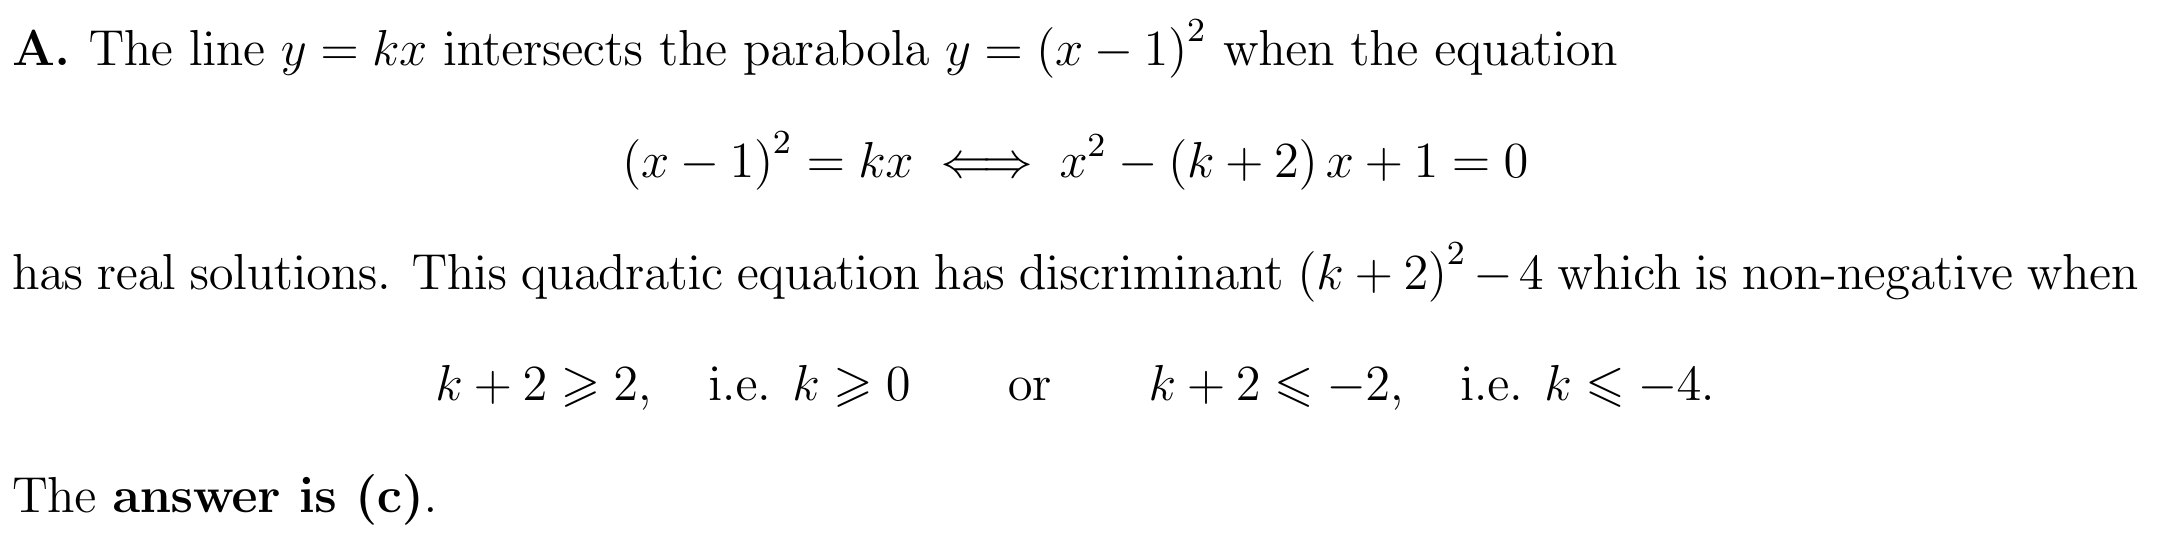 A. The line y = kx intersects the parabola y = (x − 1)² when the equation
(x − 1)² = kx ⟺ x² − (k + 2) x + 1 = 0
has real solutions. This quadratic equation has discriminant (k + 2)² − 4 which is non-negative when
k + 2 ⩾ 2, i.e. k ⩾ 0 or k + 2 ⩽ −2, i.e. k ⩽ −4.
The answer is (c).